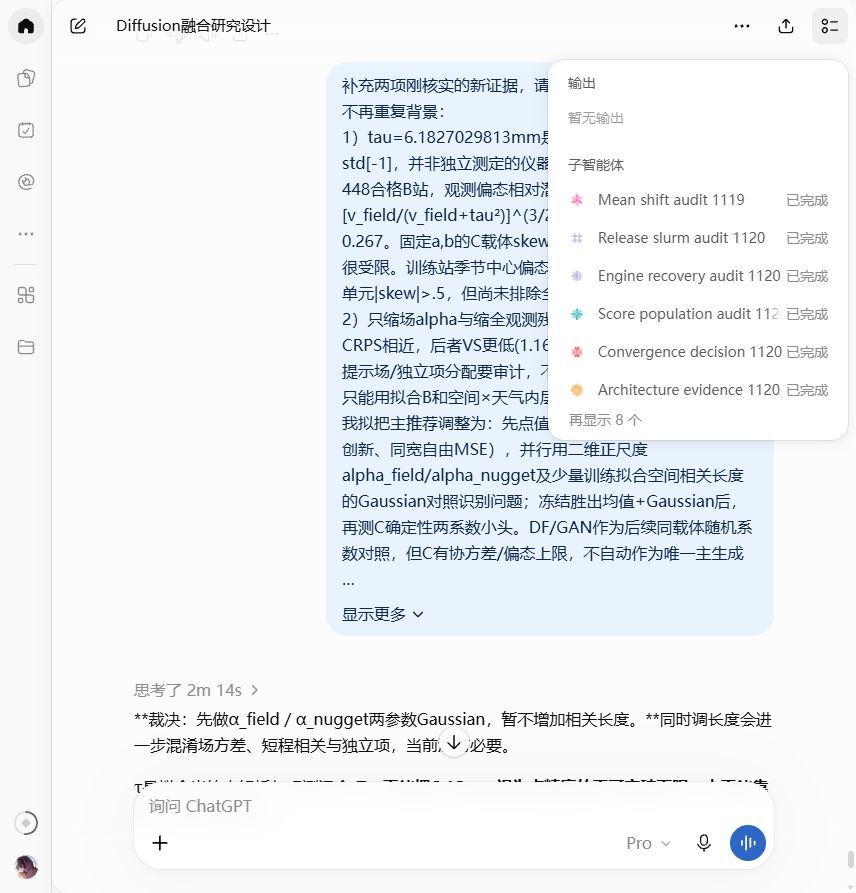 Diffusion融合研究设计
补充两项刚核实的新证据，请
不再重复背景：
1）tau=6.1827029813mm是
std[-1]，并非独立测定的仪器
448合格B站，观测偏态相对潜
[v_field/(v_field+tau²)]^(3/2
0.267。固定a,b的C载体skew
很受限。训练站季节中心偏态
单元|skew|>.5，但尚未排除全
2）只缩场alpha与缩全观测残
CRPS相近，后者VS更低(1.16
提示场/独立项分配要审计，不
只能用拟合B和空间×天气内层
我拟把主推荐调整为：先点值
创新、同宽自由MSE），并行用二维正尺度
alpha_field/alpha_nugget及少量训练拟合空间相关长度
的Gaussian对照识别问题；冻结胜出均值+Gaussian后，
再测C确定性两系数小头。DF/GAN作为后续同载体随机系
数对照，但C有协方差/偏态上限，不自动作为唯一主生成
...
显示更多
输出
暂无输出
子智能体
Mean shift audit 1119 已完成
Release slurm audit 1120 已完成
Engine recovery audit 1120 已完成
Score population audit 112 已完成
Convergence decision 1120 已完成
Architecture evidence 1120 已完成
再显示 8 个
思考了 2m 14s
**裁决：先做α_field / α_nugget两参数Gaussian，暂不增加相关长度。**同时调长度会进
一步混淆场方差、短程相关与独立项，当前必要。
询问 ChatGPT
Pro